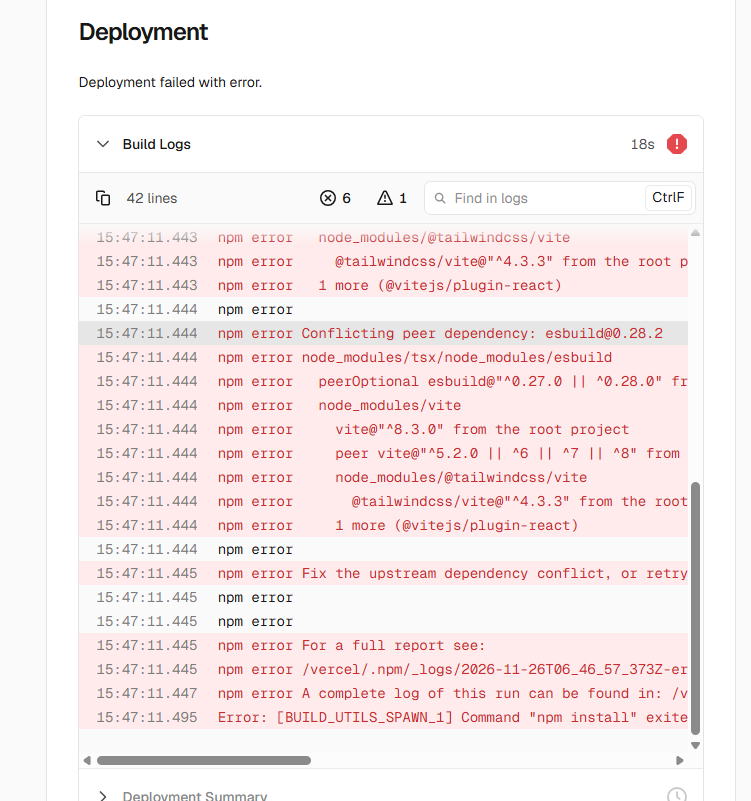 Deployment
Deployment failed with error.
Build Logs 18s
42 lines 6 1 Find in logs CtrlF
15:47:11.443 npm error   node_modules/@tailwindcss/vite
15:47:11.443 npm error     @tailwindcss/vite@"^4.3.3" from the root p
15:47:11.443 npm error   1 more (@vitejs/plugin-react)
15:47:11.444 npm error
15:47:11.444 npm error Conflicting peer dependency: esbuild@0.28.2
15:47:11.444 npm error node_modules/tsx/node_modules/esbuild
15:47:11.444 npm error   peerOptional esbuild@"^0.27.0 || ^0.28.0" fr
15:47:11.444 npm error   node_modules/vite
15:47:11.444 npm error     vite@"^8.3.0" from the root project
15:47:11.444 npm error     peer vite@"^5.2.0 || ^6 || ^7 || ^8" from
15:47:11.444 npm error     node_modules/@tailwindcss/vite
15:47:11.444 npm error       @tailwindcss/vite@"^4.3.3" from the root
15:47:11.444 npm error     1 more (@vitejs/plugin-react)
15:47:11.444 npm error
15:47:11.445 npm error Fix the upstream dependency conflict, or retry
15:47:11.445 npm error
15:47:11.445 npm error
15:47:11.445 npm error For a full report see:
15:47:11.445 npm error /vercel/.npm/_logs/2026-11-26T06_46_57_373Z-er
15:47:11.447 npm error A complete log of this run can be found in: /v
15:47:11.495 Error: [BUILD_UTILS_SPAWN_1] Command "npm install" exite
Deployment Summary